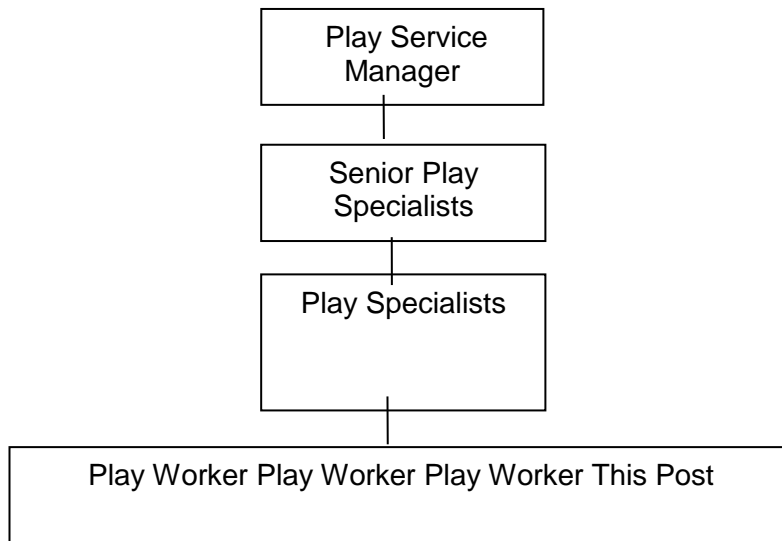 Play Service
Manager
Senior Play
Specialists
Play Specialists
Play Worker Play Worker Play Worker This Post